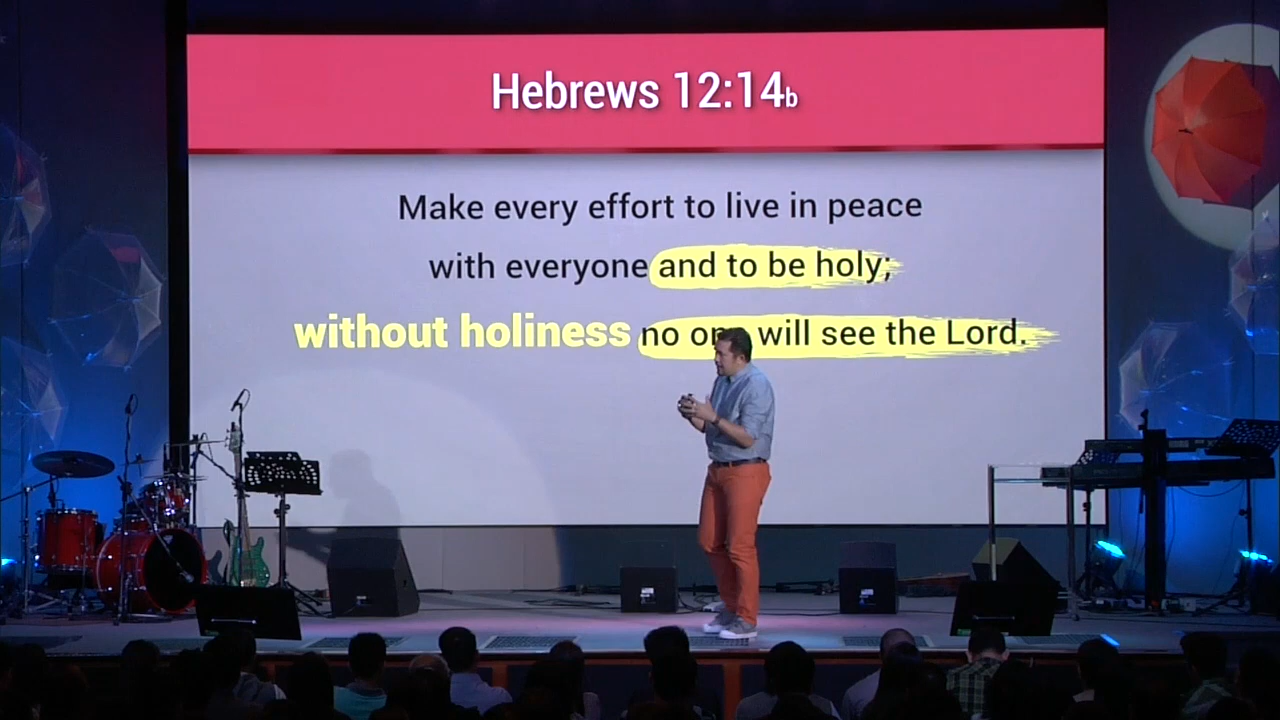 Hebrews 12:14b
Make every effort to live in peace
with everyone and to be holy;
without holiness no one will see the Lord.